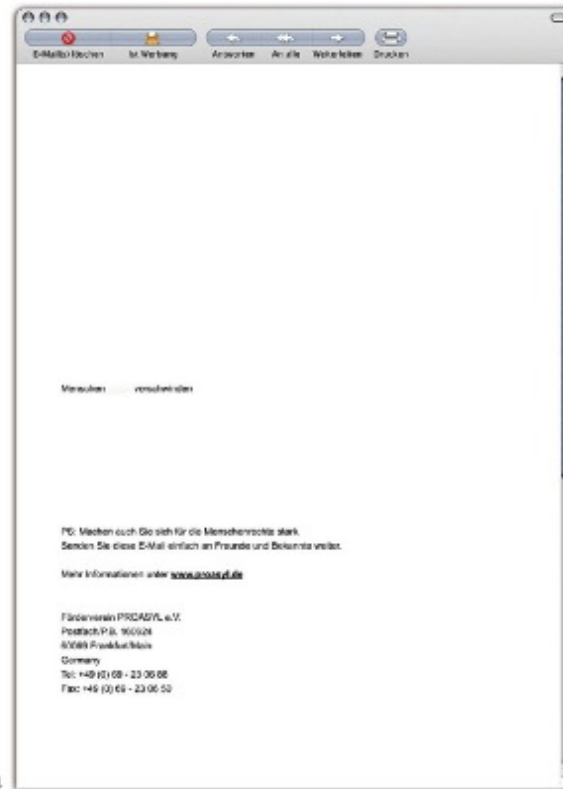 E-Mail(s) löschen Ist Werbung Antworten An alle Weiterleiten Drucken
Menschen verschwinden
PS: Machen auch Sie sich für die Menschenrechte stark.
Senden Sie diese E-Mail einfach an Freunde und Bekannte weiter.
Mehr Informationen unter www.proasyl.de
Förderverein PROASYL e.V.
Postfach/P.B. 160624
60069 Frankfurt/Main
Germany
Tel: +49 (0) 69 - 23 06 88
Fax: +49 (0) 69 - 23 06 50